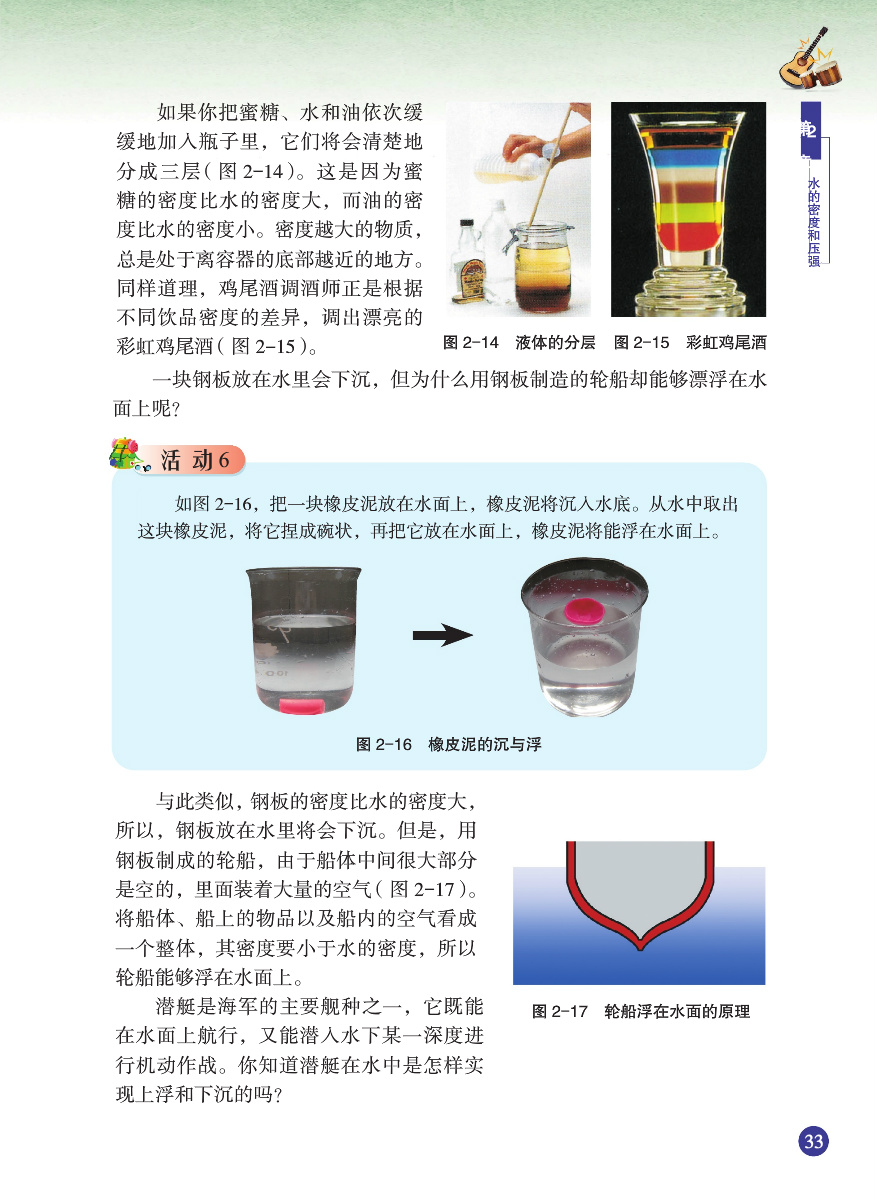 如果你把蜜糖、水和油依次缓
缓地加入瓶子里，它们将会清楚地
分成三层（图 2-14）。这是因为蜜
糖的密度比水的密度大，而油的密
度比水的密度小。密度越大的物质，
总是处于离容器的底部越近的地方。
同样道理，鸡尾酒调酒师正是根据
不同饮品密度的差异，调出漂亮的
彩虹鸡尾酒（图 2-15）。
图 2-14 液体的分层
图 2-15 彩虹鸡尾酒
第2章
水的密度和压强
一块钢板放在水里会下沉，但为什么用钢板制造的轮船却能够漂浮在水
面上呢？
活动6
如图 2-16，把一块橡皮泥放在水面上，橡皮泥将沉入水底。从水中取出
这块橡皮泥，将它捏成碗状，再把它放在水面上，橡皮泥将能浮在水面上。
图 2-16 橡皮泥的沉与浮
与此类似，钢板的密度比水的密度大，
所以，钢板放在水里将会下沉。但是，用
钢板制成的轮船，由于船体中间很大部分
是空的，里面装着大量的空气（图 2-17）。
将船体、船上的物品以及船内的空气看成
一个整体，其密度要小于水的密度，所以
轮船能够浮在水面上。
图 2-17 轮船浮在水面的原理
潜艇是海军的主要舰种之一，它既能
在水面上航行，又能潜入水下某一深度进
行机动作战。你知道潜艇在水中是怎样实
现上浮和下沉的吗？
33